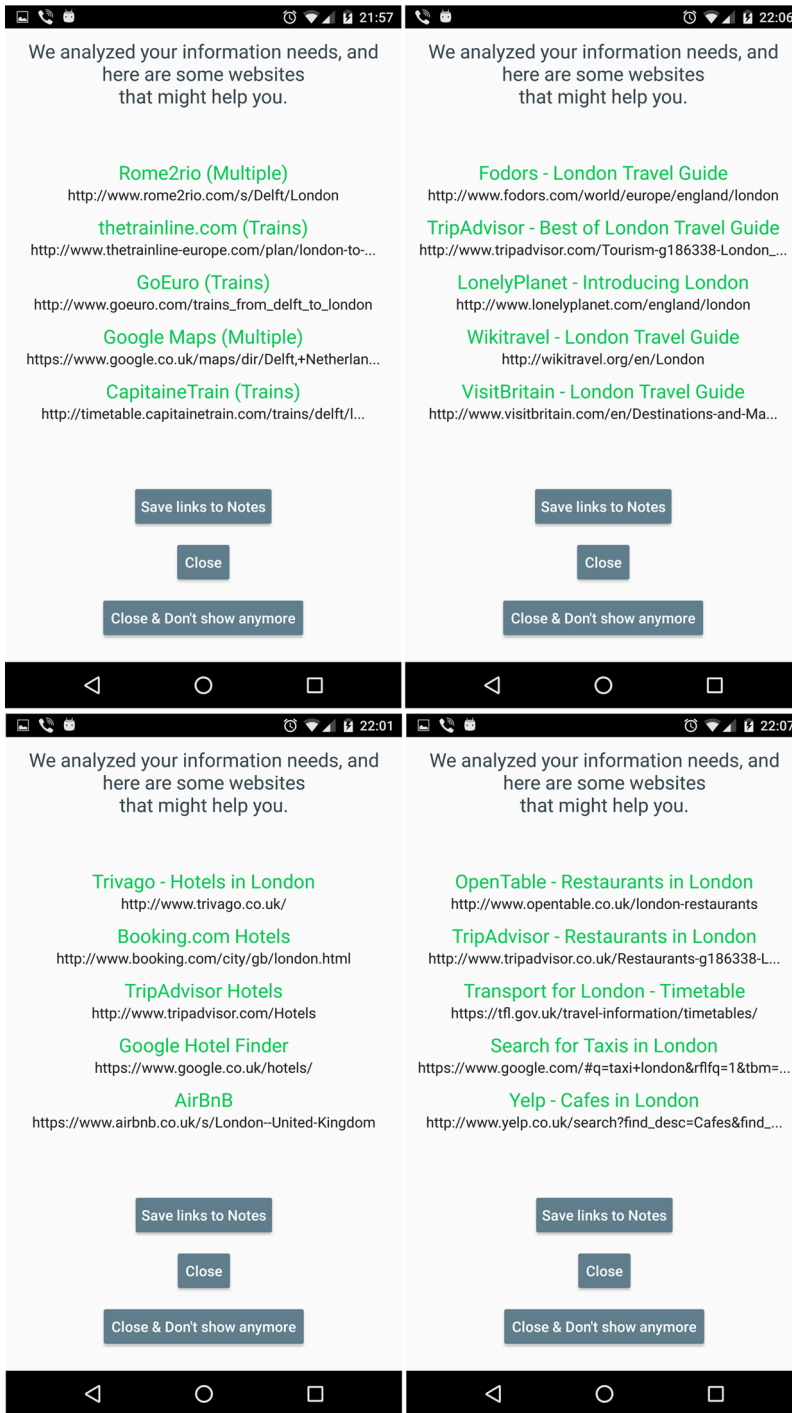 21:57
We analyzed your information needs, and
here are some websites
that might help you.
Rome2rio (Multiple)
http://www.rome2rio.com/s/Delft/London
thetrainline.com (Trains)
http://www.thetrainline-europe.com/plan/london-to-...
GoEuro (Trains)
http://www.goeuro.com/trains_from_delft_to_london
Google Maps (Multiple)
https://www.google.co.uk/maps/dir/Delft,+Netherlan...
CapitaineTrain (Trains)
http://timetable.capitainetrain.com/trains/delft/l...
Save links to Notes
Close
Close & Don't show anymore
22:06
We analyzed your information needs, and
here are some websites
that might help you.
Fodors - London Travel Guide
http://www.fodors.com/world/europe/england/london
TripAdvisor - Best of London Travel Guide
http://www.tripadvisor.com/Tourism-g186338-London_...
LonelyPlanet - Introducing London
http://www.lonelyplanet.com/england/london
Wikitravel - London Travel Guide
http://wikitravel.org/en/London
VisitBritain - London Travel Guide
http://www.visitbritain.com/en/Destinations-and-Ma...
Save links to Notes
Close
Close & Don't show anymore
22:01
We analyzed your information needs, and
here are some websites
that might help you.
Trivago - Hotels in London
http://www.trivago.co.uk/
Booking.com Hotels
http://www.booking.com/city/gb/london.html
TripAdvisor Hotels
http://www.tripadvisor.com/Hotels
Google Hotel Finder
https://www.google.co.uk/hotels/
AirBnB
https://www.airbnb.co.uk/s/London--United-Kingdom
Save links to Notes
Close
Close & Don't show anymore
22:07
We analyzed your information needs, and
here are some websites
that might help you.
OpenTable - Restaurants in London
http://www.opentable.co.uk/london-restaurants
TripAdvisor - Restaurants in London
http://www.tripadvisor.co.uk/Restaurants-g186338-L...
Transport for London - Timetable
https://tfl.gov.uk/travel-information/timetables/
Search for Taxis in London
https://www.google.com/#q=taxi+london&rflfq=1&tbm=...
Yelp - Cafes in London
http://www.yelp.co.uk/search?find_desc=Cafes&find_...
Save links to Notes
Close
Close & Don't show anymore